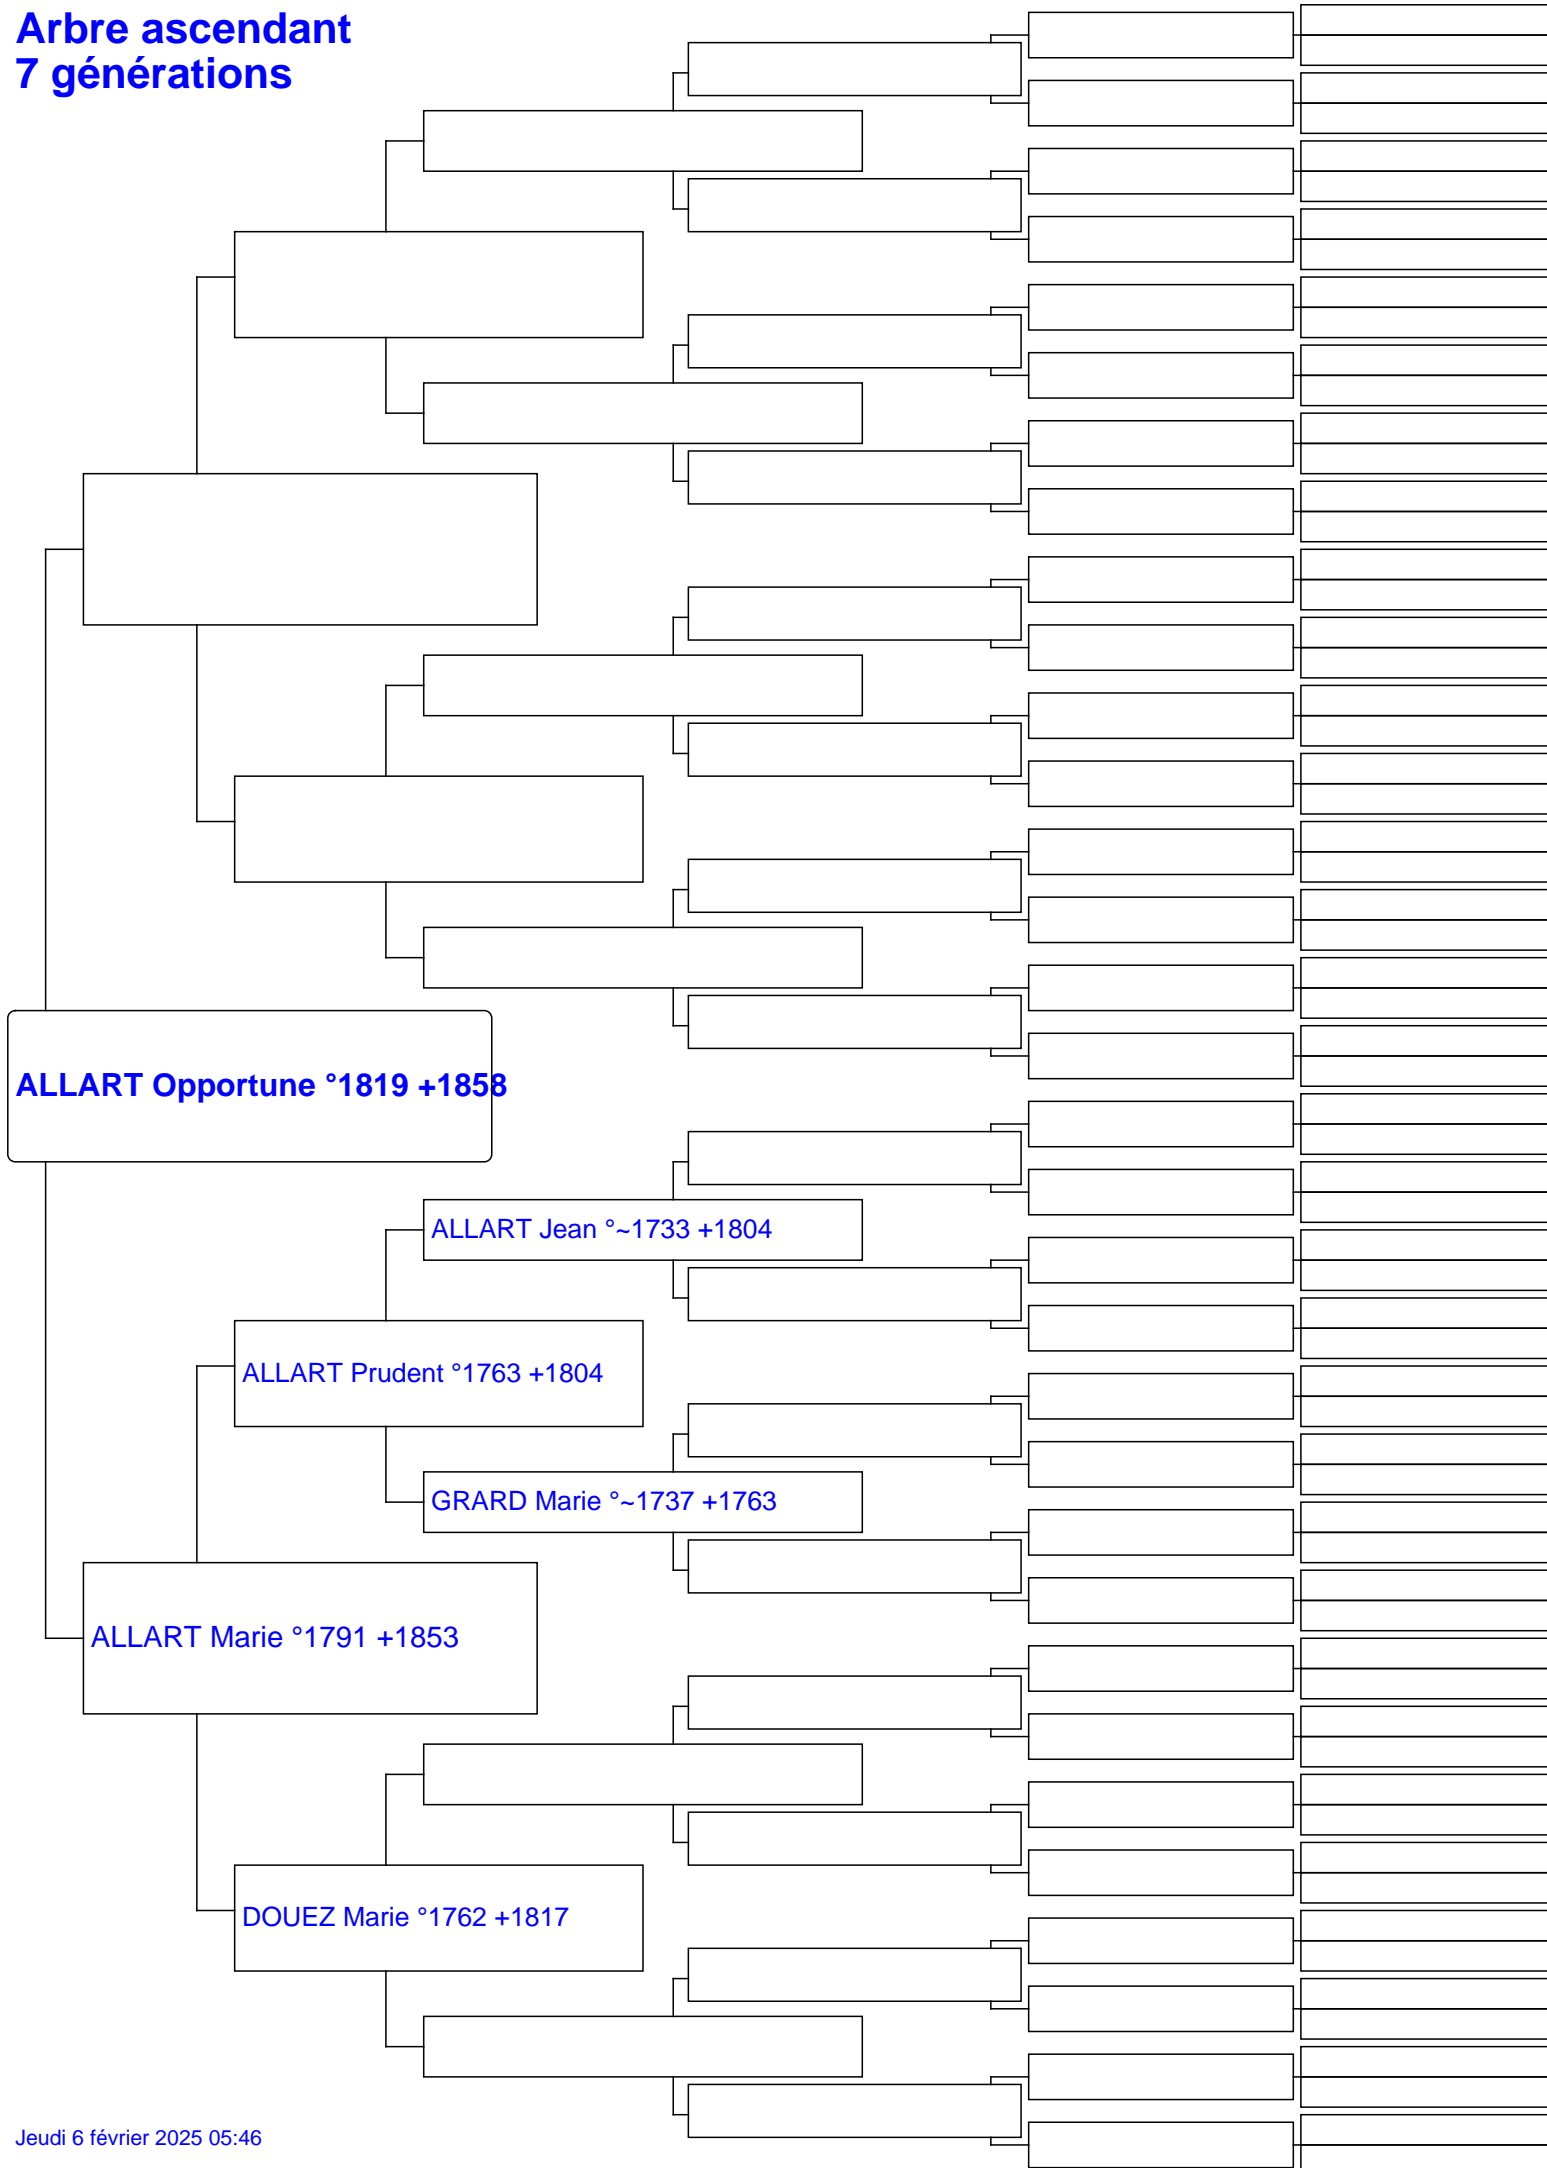 Arbre ascendant
7 générations
ALLART Opportune °1819 +1858
ALLART Jean °~1733 +1804
ALLART Prudent °1763 +1804
GRARD Marie °~1737 +1763
ALLART Marie °1791 +1853
DOUEZ Marie °1762 +1817
Jeudi 6 février 2025 05:46